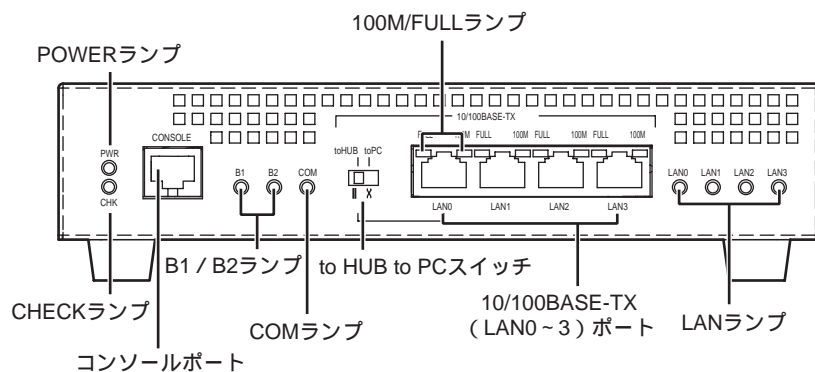 100M/FULLランプ
POWERランプ
10/100BASE-TX
CONSOLE
toHUB toPC
FULL 100M FULL 100M FULL 100M FULL 100M
PWR
CHK
B1 B2 COM
LAN0 LAN1 LAN2 LAN3
II X
LAN0 LAN1 LAN2 LAN3
B1 / B2ランプ
to HUB to PCスイッチ
CHECKランプ
COMランプ
10/100BASE-TX
（LAN0~3）ポート
LANランプ
コンソールポート